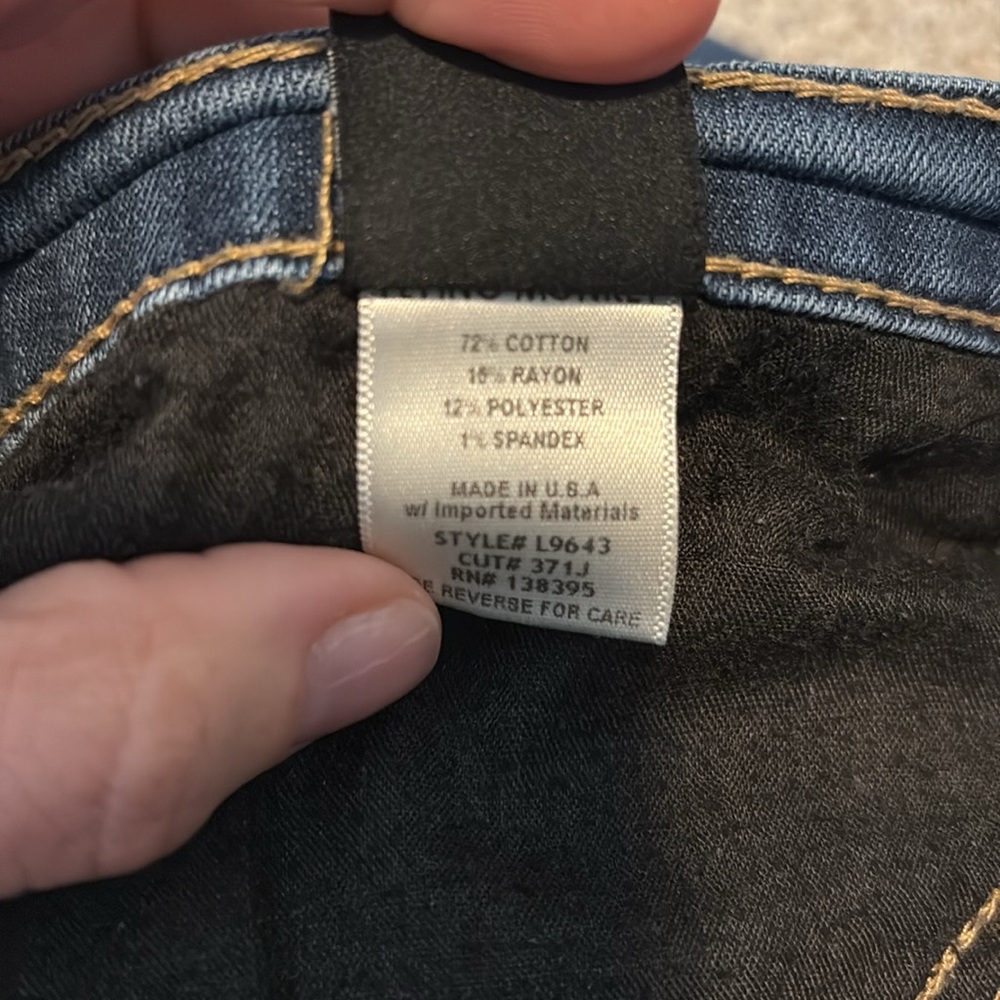 72% COTTON
16% RAYON
12% POLYESTER
1% SPANDEX
MADE IN U.S.A
w/ Imported Materials
STYLE# L9643
CUT# 371J
RN# 138395
REVERSE FOR CARE